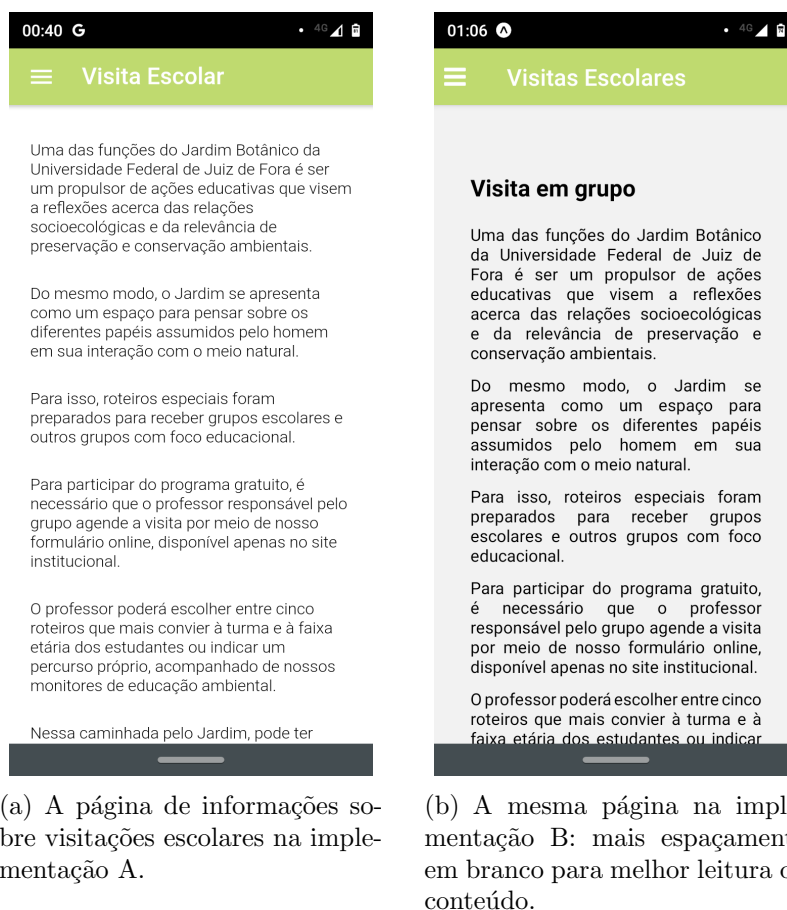 00:40 G
4G
Visita Escolar
Uma das funções do Jardim Botânico da
Universidade Federal de Juiz de Fora é ser
um propulsor de ações educativas que visem
a reflexões acerca das relações
socioecológicas e da relevância de
preservação e conservação ambientais.
Do mesmo modo, o Jardim se apresenta
como um espaço para pensar sobre os
diferentes papéis assumidos pelo homem
em sua interação com o meio natural.
Para isso, roteiros especiais foram
preparados para receber grupos escolares e
outros grupos com foco educacional.
Para participar do programa gratuito, é
necessário que o professor responsável pelo
grupo agende a visita por meio de nosso
formulário online, disponível apenas no site
institucional.
O professor poderá escolher entre cinco
roteiros que mais convier à turma e à faixa
etária dos estudantes ou indicar um
percurso próprio, acompanhado de nossos
monitores de educação ambiental.
Nessa caminhada pelo Jardim, pode ter
(a) A página de informações so-
bre visitações escolares na imple-
mentação A.
01:06
4G
Visitas Escolares
Visita em grupo
Uma das funções do Jardim Botânico
da Universidade Federal de Juiz de
Fora é ser um propulsor de ações
educativas que visem a reflexões
acerca das relações socioecológicas
e da relevância de preservação e
conservação ambientais.
Do mesmo modo, o Jardim se
apresenta como um espaço para
pensar sobre os diferentes papéis
assumidos pelo homem em sua
interação com o meio natural.
Para isso, roteiros especiais foram
preparados para receber grupos
escolares e outros grupos com foco
educacional.
Para participar do programa gratuito,
é necessário que o professor
responsável pelo grupo agende a visita
por meio de nosso formulário online,
disponível apenas no site institucional.
O professor poderá escolher entre cinco
roteiros que mais convier à turma e à
faixa etária dos estudantes ou indicar
(b) A mesma página na impl
mentação B: mais espaçament
em branco para melhor leitura
conteúdo.